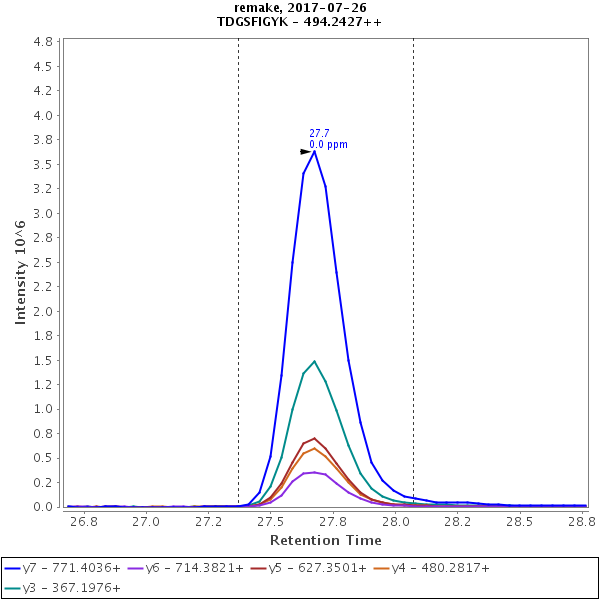 remake, 2017-07-26
TDGSFIGYK - 494.2427++
4.8
4.5
4.2
4.0
3.8
3.5
3.2
3.0
2.8
2.5
2.2
2.0
1.8
1.5
1.2
1.0
0.8
0.5
0.2
0.0
Intensity 10^6
27.7
0.0 ppm
26.8 27.0 27.2 27.5 27.8 28.0 28.2 28.5 28.8
Retention Time
y7 - 771.4036+ y6 - 714.3821+ y5 - 627.3501+ y4 - 480.2817+
y3 - 367.1976+